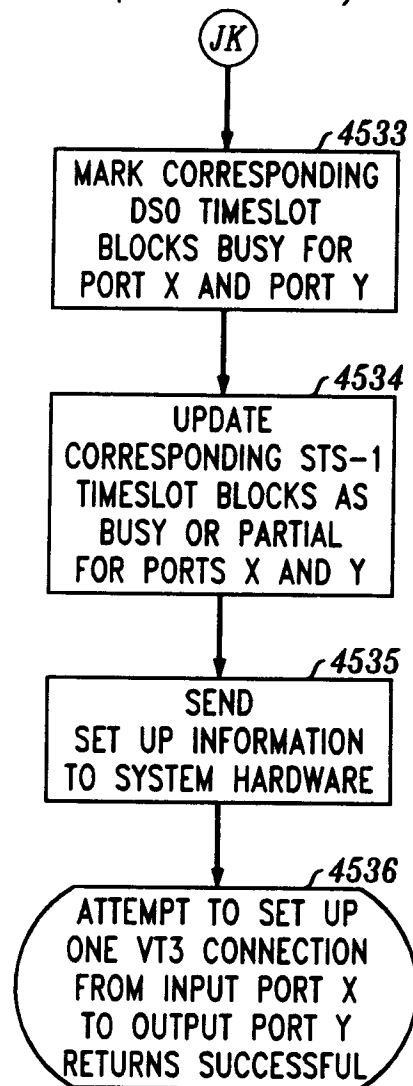 JK
4533
MARK CORRESPONDING
DS0 TIMESLOT
BLOCKS BUSY FOR
PORT X AND PORT Y
4534
UPDATE
CORRESPONDING STS-1
TIMESLOT BLOCKS AS
BUSY OR PARTIAL
FOR PORTS X AND Y
4535
SEND
SET UP INFORMATION
TO SYSTEM HARDWARE
4536
ATTEMPT TO SET UP
ONE VT3 CONNECTION
FROM INPUT PORT X
TO OUTPUT PORT Y
RETURNS SUCCESSFUL